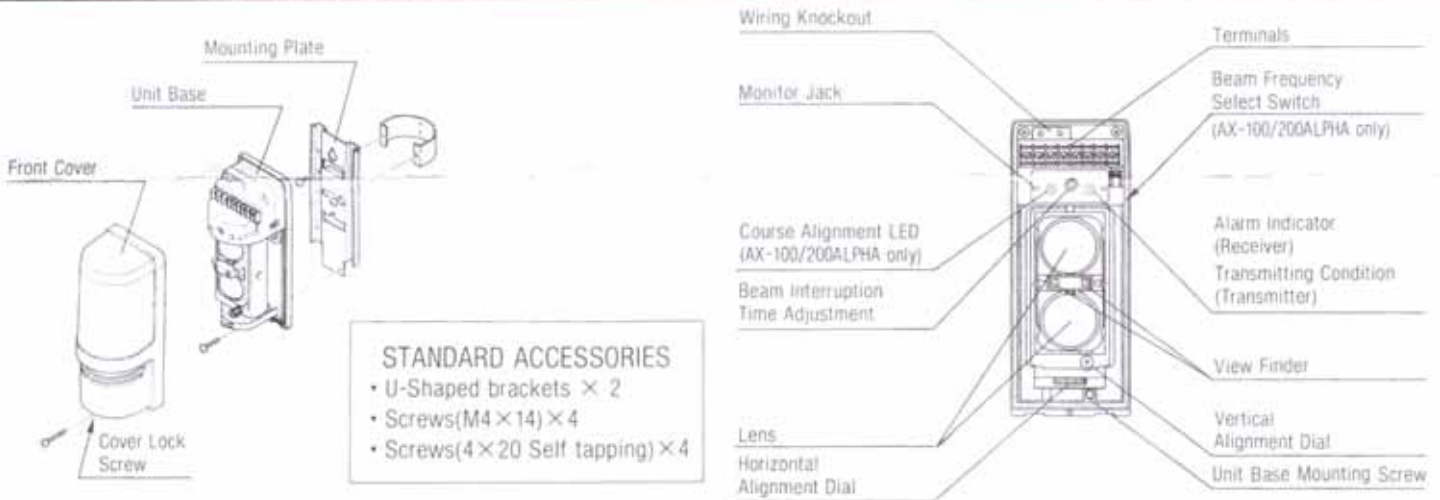 Mounting Plate
Unit Base
Front Cover
Cover Lock
Screw
STANDARD ACCESSORIES
• U-Shaped brackets × 2
• Screws(M4×14)×4
• Screws(4×20 Self tapping)×4
Wiring Knockout
Monitor Jack
Course Alignment LED
(AX-100/200ALPHA only)
Beam Interruption
Time Adjustment
Lens
Horizontal
Alignment Dial
Terminals
Beam Frequency
Select Switch
(AX-100/200ALPHA only)
Alarm Indicator
(Receiver)
Transmitting Condition
(Transmitter)
View Finder
Vertical
Alignment Dial
Unit Base Mounting Screw